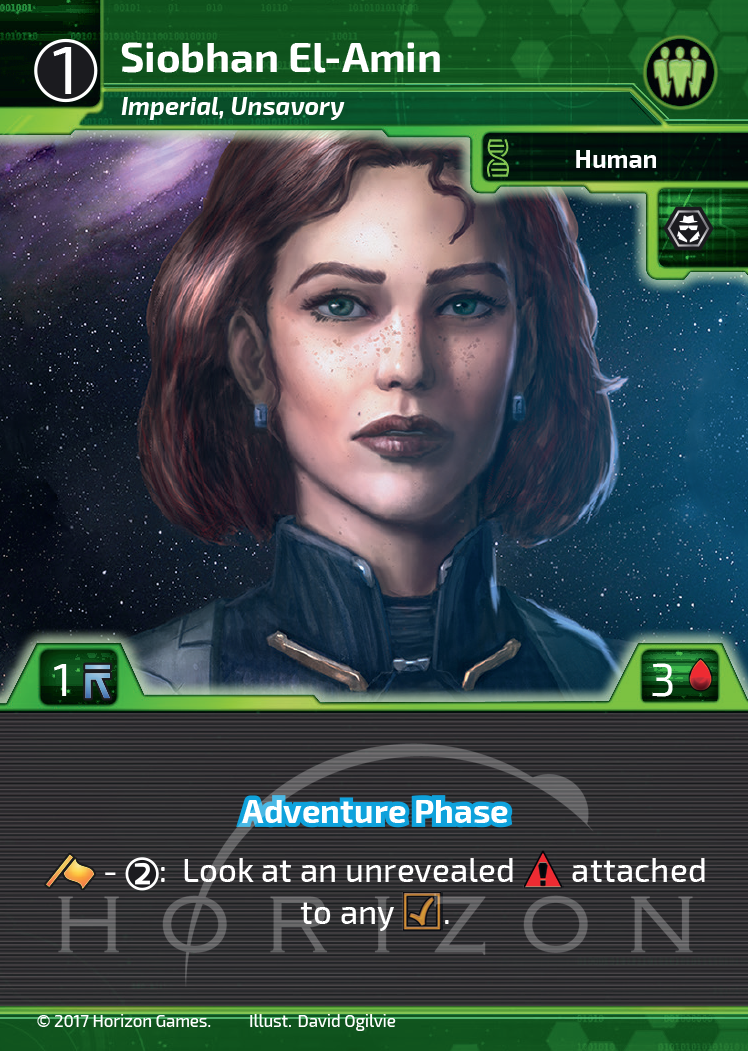 1
Siobhan El-Amin
Imperial, Unsavory
Human
1
3
Adventure Phase
- 2: Look at an unrevealed ! attached
to any .
HORIZON
© 2017 Horizon Games. Illust. David Ogilvie